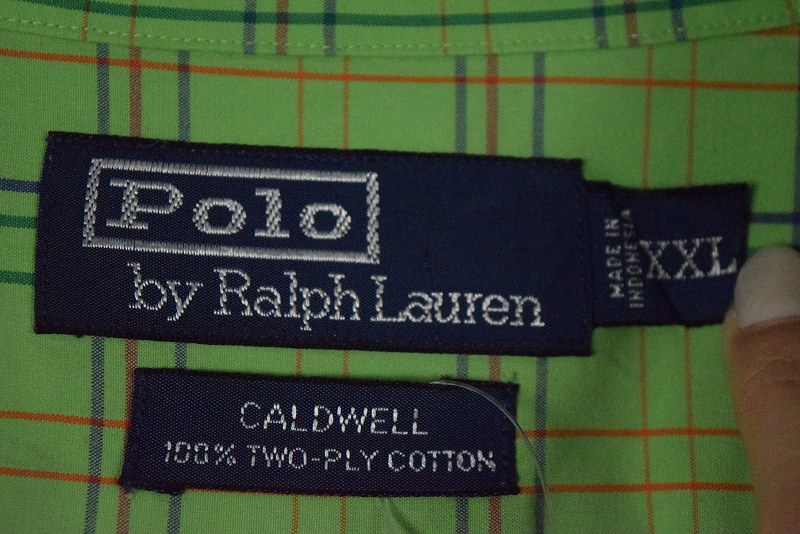 Polo
by Ralph Lauren
MADE IN
INDONESIA
XXL
CALDWELL
100% TWO-PLY COTTON